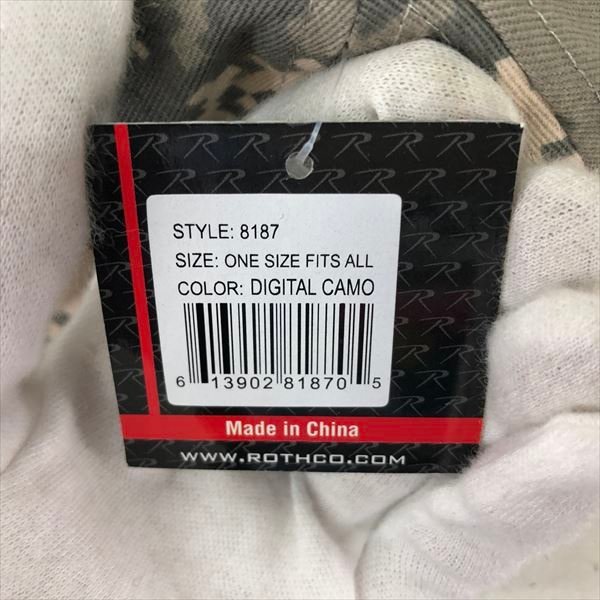 STYLE: 8187
SIZE: ONE SIZE FITS ALL
COLOR: DIGITAL CAMO
6 13902 81870 5
Made in China
WWW.ROTHCO.COM